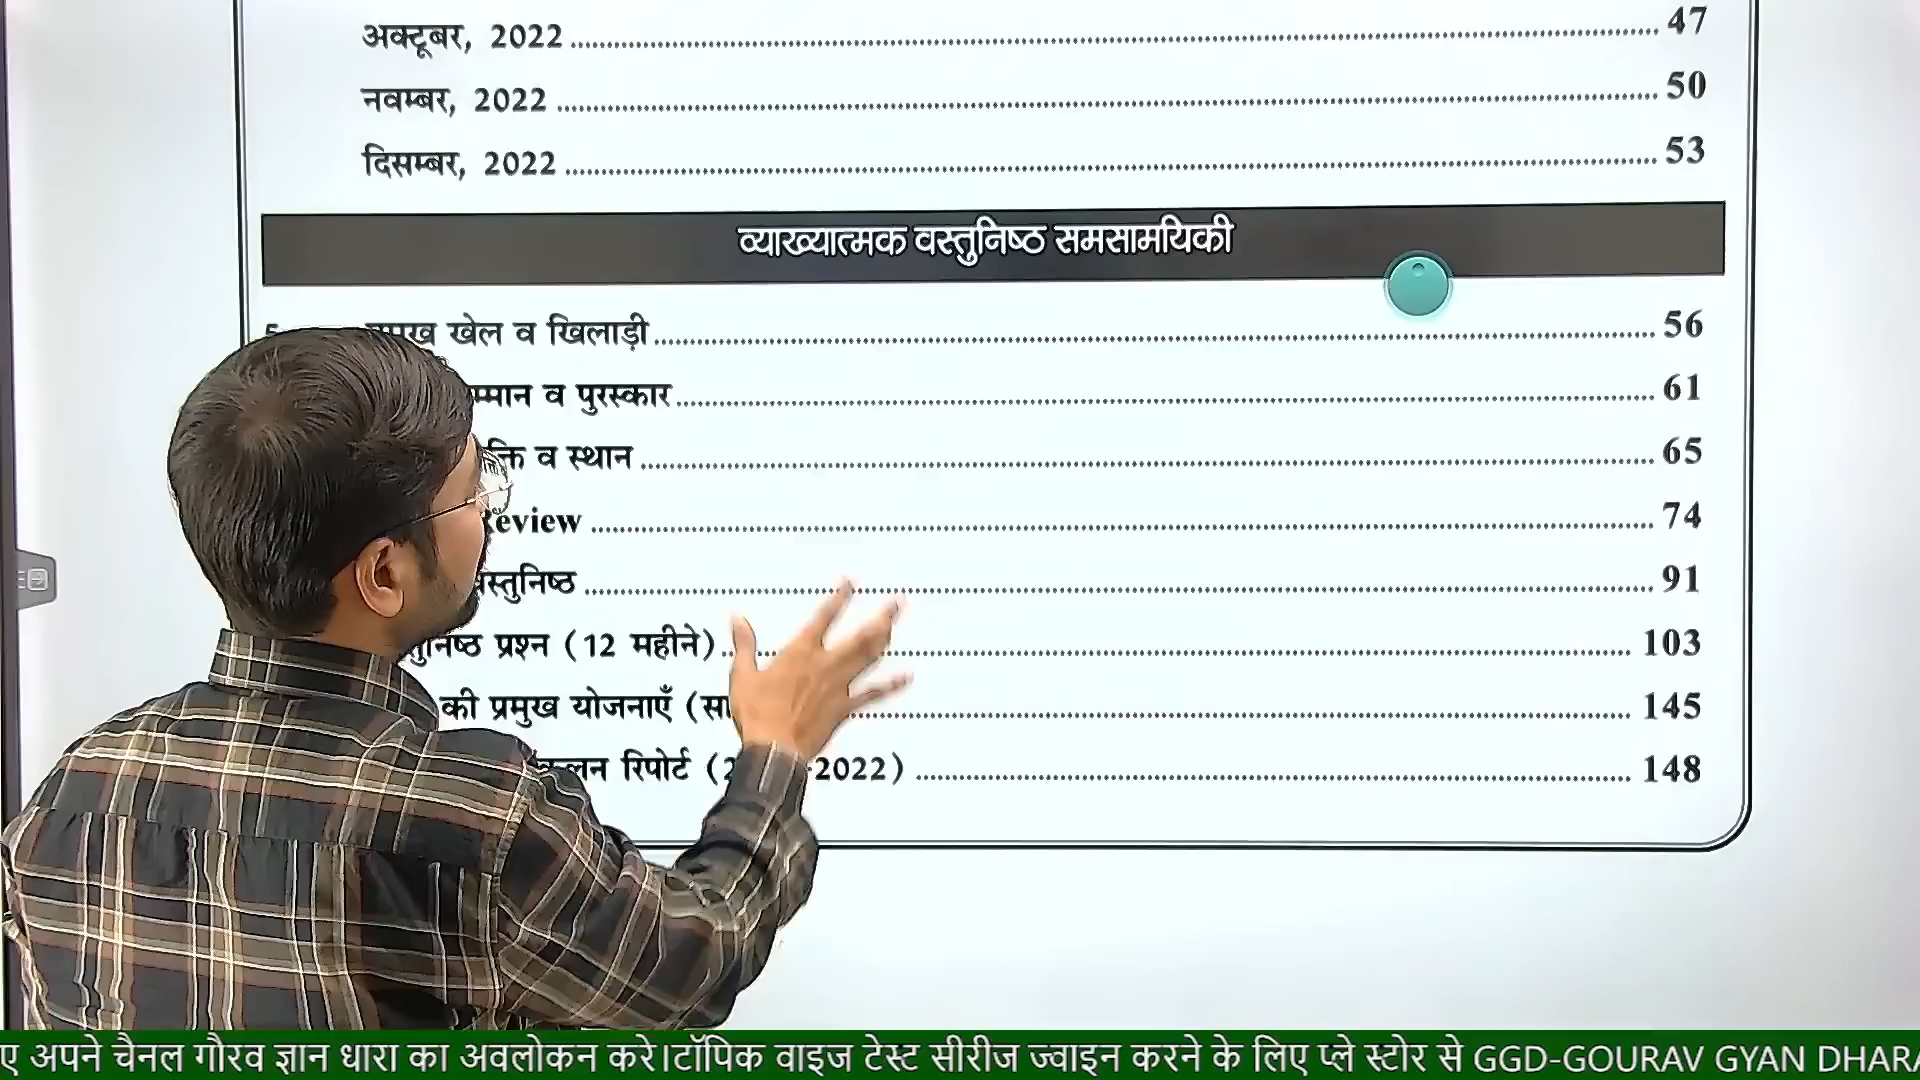 अक्टूबर, 2022 47
नवम्बर, 2022 50
दिसम्बर, 2022 53
व्याख्यात्मक वस्तुनिष्ठ समसामयिकी
खेल व खिलाड़ी 56
व पुरस्कार 61
व स्थान 65
Review 74
वस्तुनिष्ठ 91
प्रश्न (12 महीने) 103
की प्रमुख योजनाएँ 145
रिपोर्ट 2022) 148
अपने चैनल गौरव ज्ञान धारा का अवलोकन करे।टॉपिक वाइज टेस्ट सीरीज ज्वाइन करने के लिए प्ले स्टोर से GGD-GOURAV GYAN DHARA